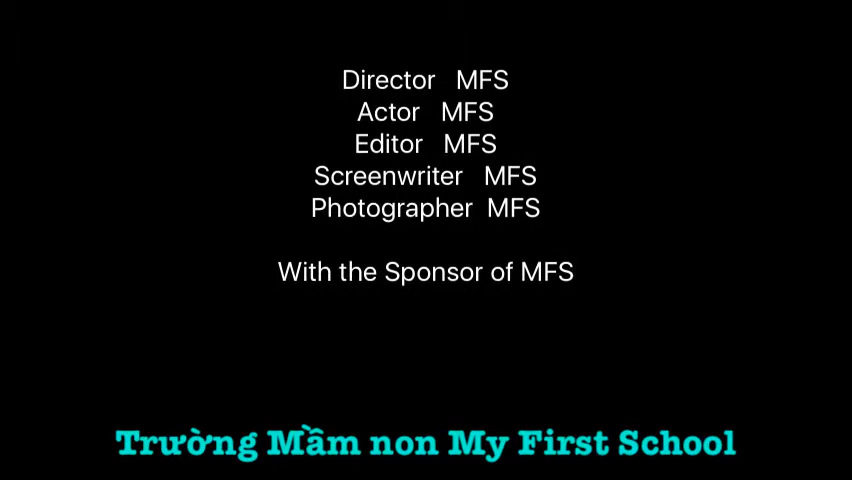 Director MFS
Actor MFS
Editor MFS
Screenwriter MFS
Photographer MFS
With the Sponsor of MFS
Trường Mầm non My First School